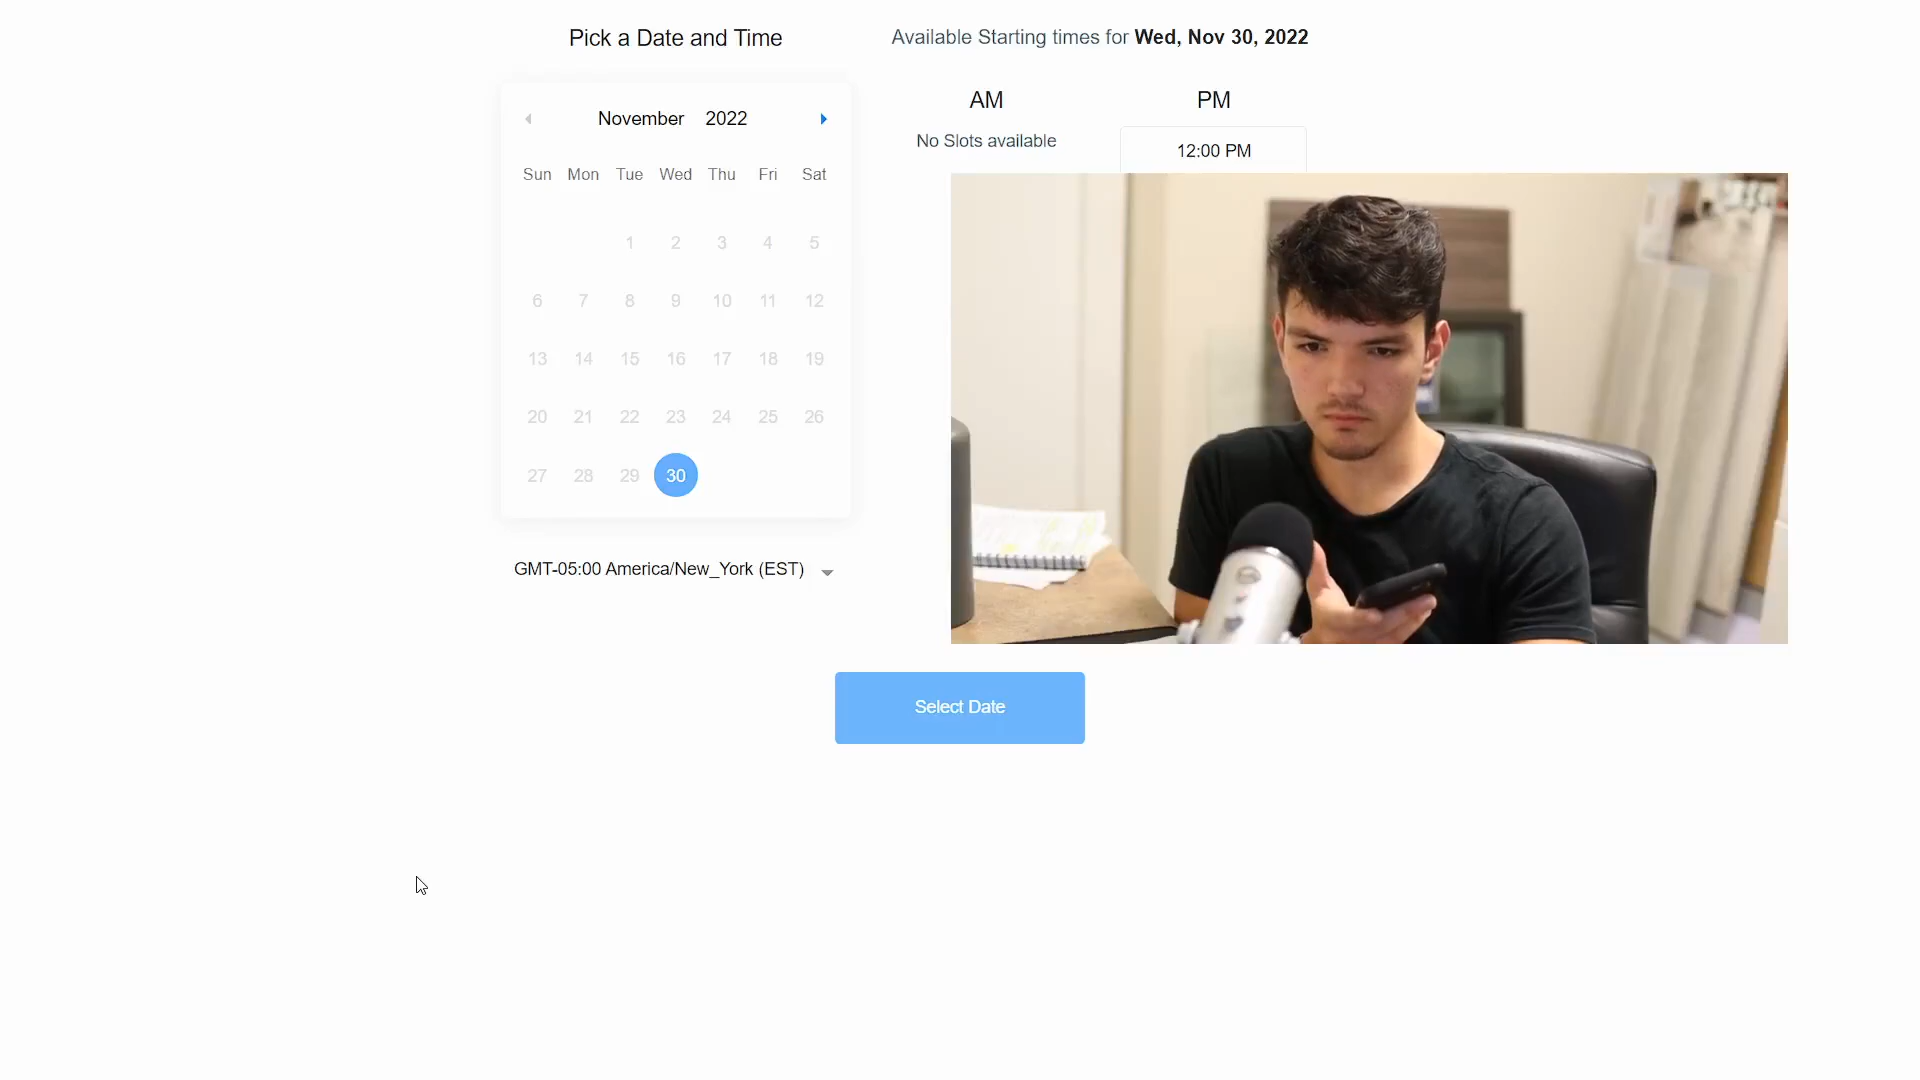 Pick a Date and Time
November 2022
Sun Mon Tue Wed Thu Fri Sat
1 2 3 4 5
6 7 8 9 10 11 12
13 14 15 16 17 18 19
20 21 22 23 24 25 26
27 28 29 30
GMT-05:00 America/New_York (EST)
Available Starting times for Wed, Nov 30, 2022
AM
No Slots available
PM
12:00 PM
Select Date